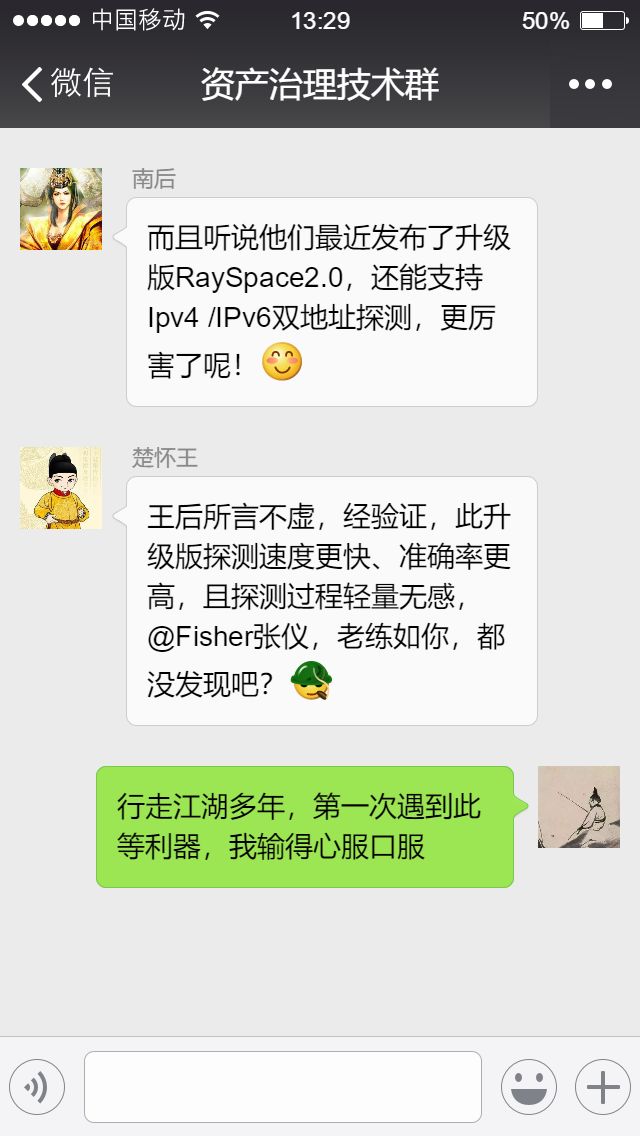 中国移动 13:29 50%
微信 资产治理技术群
南后
而且听说他们最近发布了升级
版RaySpace2.0，还能支持
Ipv4 /IPv6双地址探测，更厉
害了呢！
楚怀王
王后所言不虚，经验证，此升
级版探测速度更快、准确率更
高，且探测过程轻量无感，
@Fisher张仪，老练如你，都
没发现吧？
行走江湖多年，第一次遇到此
等利器，我输得心服口服